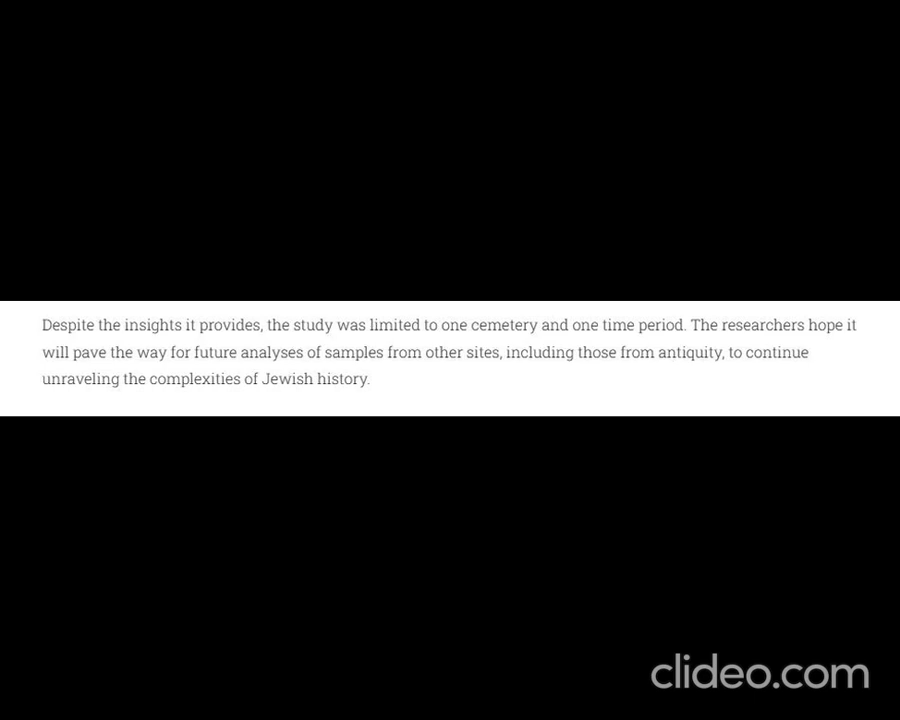 Despite the insights it provides, the study was limited to one cemetery and one time period. The researchers hope it
will pave the way for future analyses of samples from other sites, including those from antiquity, to continue
unraveling the complexities of Jewish history.
clideo.com